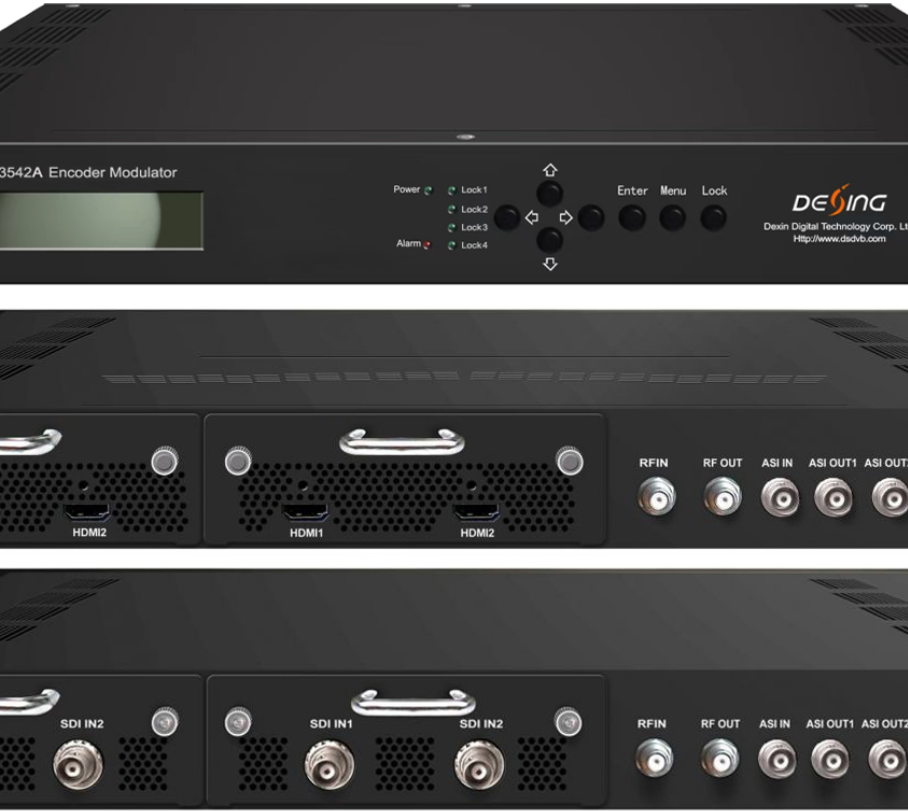 3542A Encoder Modulator
Power Lock1
Lock2
Lock3
Alarm Lock4
Enter Menu Lock
DEXING
Dexin Digital Technology Corp. Lt
Http://www.dsdvb.com
RFIN RF OUT ASI IN ASI OUT1 ASI OUT2
HDMI2
HDMI1 HDMI2
SDI IN2
SDI IN1 SDI IN2
RFIN RF OUT ASI IN ASI OUT1 ASI OUT2